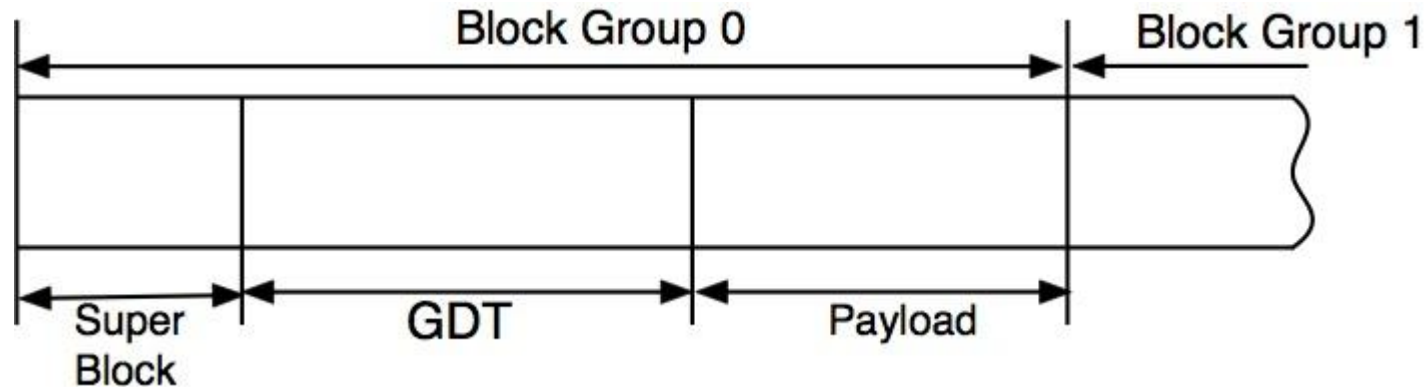 Block Group 0
Block Group 1
Super
Block
GDT
Payload